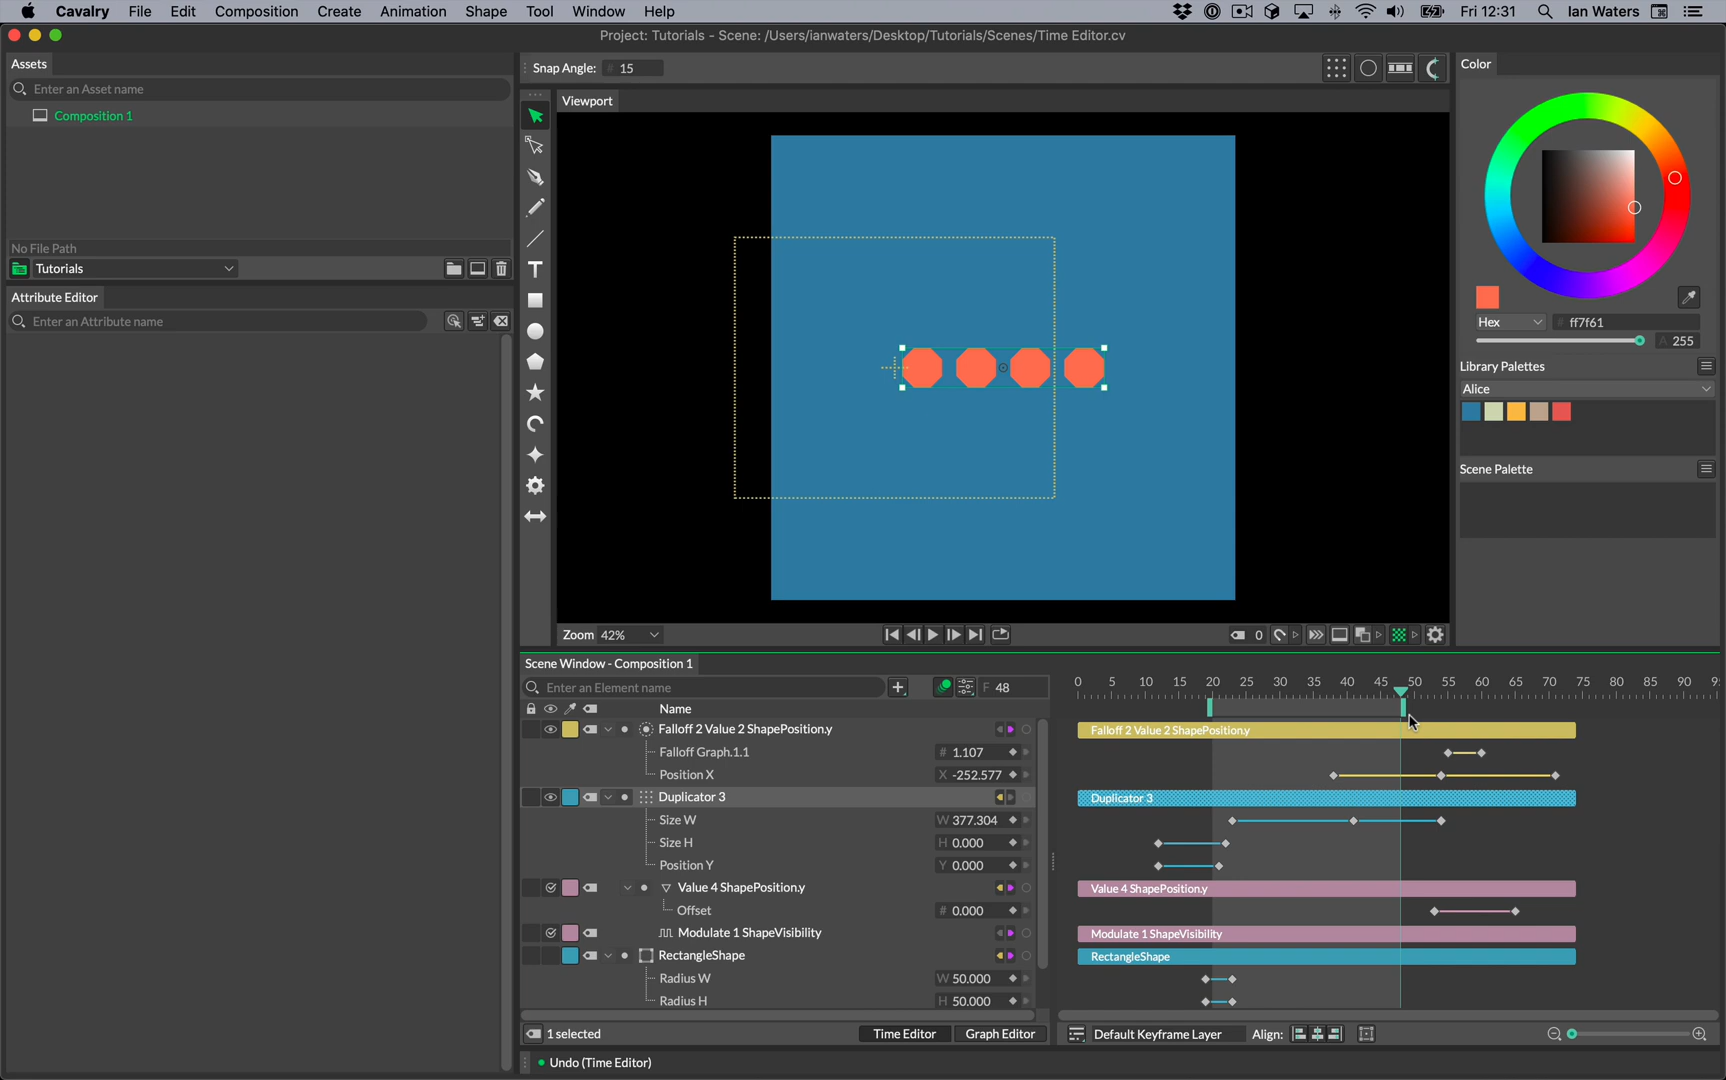 Cavalry File Edit Composition Create Animation Shape Tool Window Help Fri 12:31 Ian Waters
Project: Tutorials - Scene: /Users/ianwaters/Desktop/Tutorials/Scenes/Time Editor.cv
Assets
Enter an Asset name
Composition 1
No File Path
Tutorials
Attribute Editor
Enter an Attribute name
Snap Angle: # 15
Viewport
Zoom 42%
0
Color
Hex # ff7f61
A 255
Library Palettes
Alice
Scene Palette
Scene Window - Composition 1
Enter an Element name
F 48
0 5 10 15 20 25 30 35 40 45 50 55 60 65 70 75 80 85 90 9
Name
Falloff 2 Value 2 ShapePosition.y
Falloff 2 Value 2 ShapePosition.y
Falloff Graph.1.1 # 1.107
Position X X -252.577
Duplicator 3
Duplicator 3
Size W W 377.304
Size H H 0.000
Position Y Y 0.000
Value 4 ShapePosition.y
Value 4 ShapePosition.y
Offset # 0.000
Modulate 1 ShapeVisibility
Modulate 1 ShapeVisibility
RectangleShape
RectangleShape
Radius W W 50.000
Radius H H 50.000
1 selected Time Editor Graph Editor
Default Keyframe Layer Align:
Undo (Time Editor)